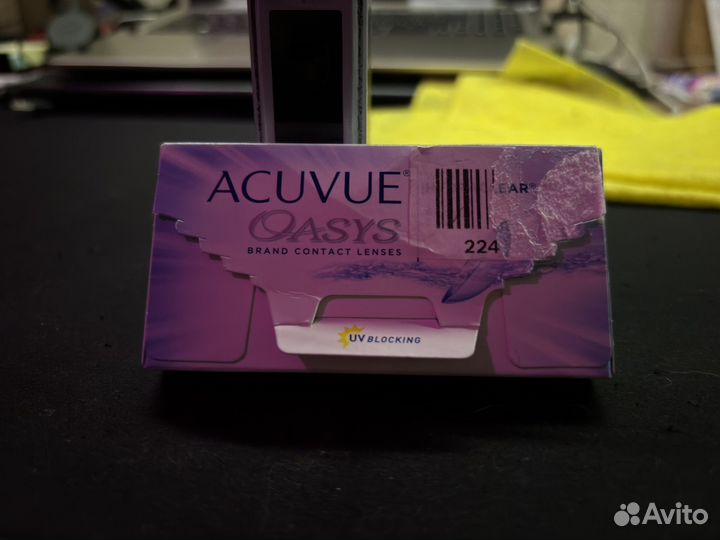 ACUVUE®
OASYS
BRAND CONTACT LENSES
EAR®
224
UV BLOCKING
Avito